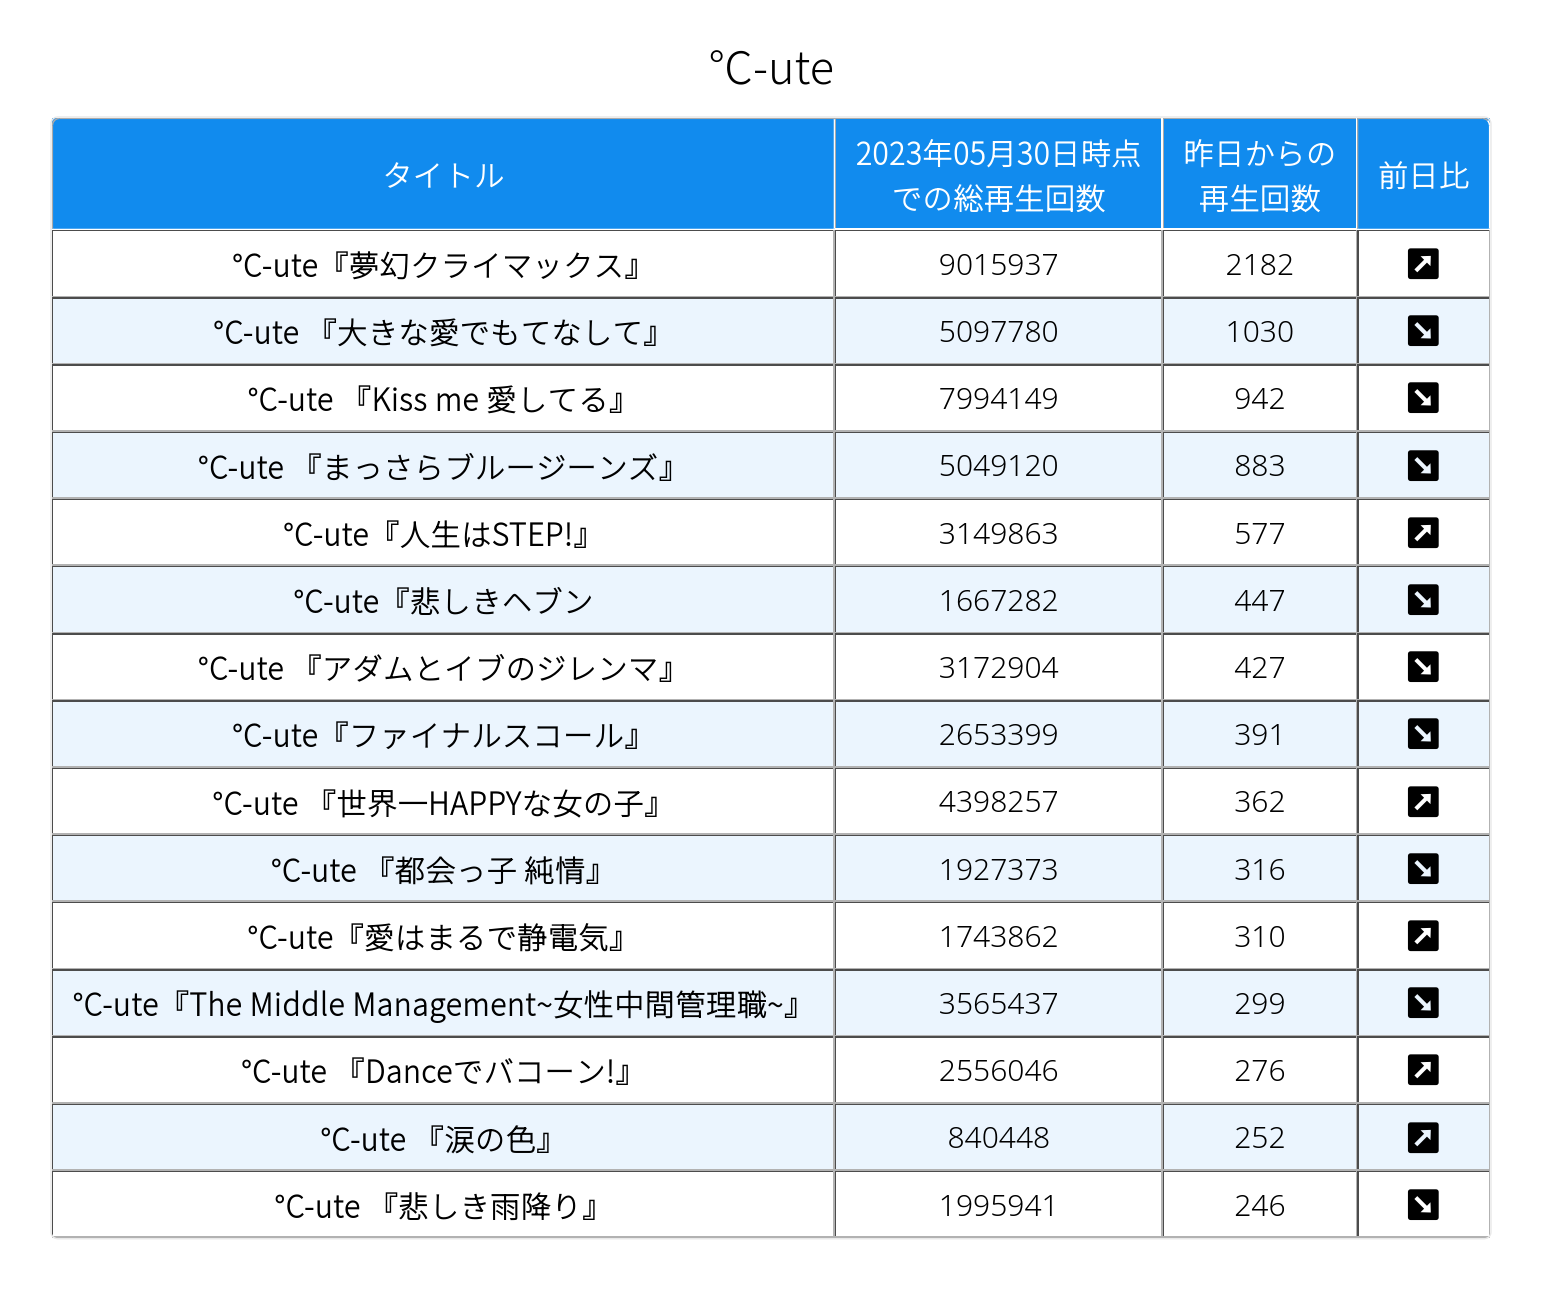 ℃-ute
タイトル
2023年05月30日時点
での総再生回数
昨日からの
再生回数
前日比
℃-ute『夢幻クライマックス』 9015937 2182 ↗
℃-ute 『大きな愛でもてなして』 5097780 1030 ↘
℃-ute 『Kiss me 愛してる』 7994149 942 ↘
℃-ute 『まっさらブルージーンズ』 5049120 883 ↘
℃-ute『人生はSTEP!』 3149863 577 ↗
℃-ute『悲しきヘブン 1667282 447 ↘
℃-ute 『アダムとイブのジレンマ』 3172904 427 ↘
℃-ute『ファイナルスコール』 2653399 391 ↘
℃-ute 『世界一HAPPYな女の子』 4398257 362 ↗
℃-ute 『都会っ子 純情』 1927373 316 ↘
℃-ute『愛はまるで静電気』 1743862 310 ↗
℃-ute『The Middle Management~女性中間管理職~』 3565437 299 ↘
℃-ute 『Danceでバコーン!』 2556046 276 ↗
℃-ute 『涙の色』 840448 252 ↗
℃-ute 『悲しき雨降り』 1995941 246 ↘